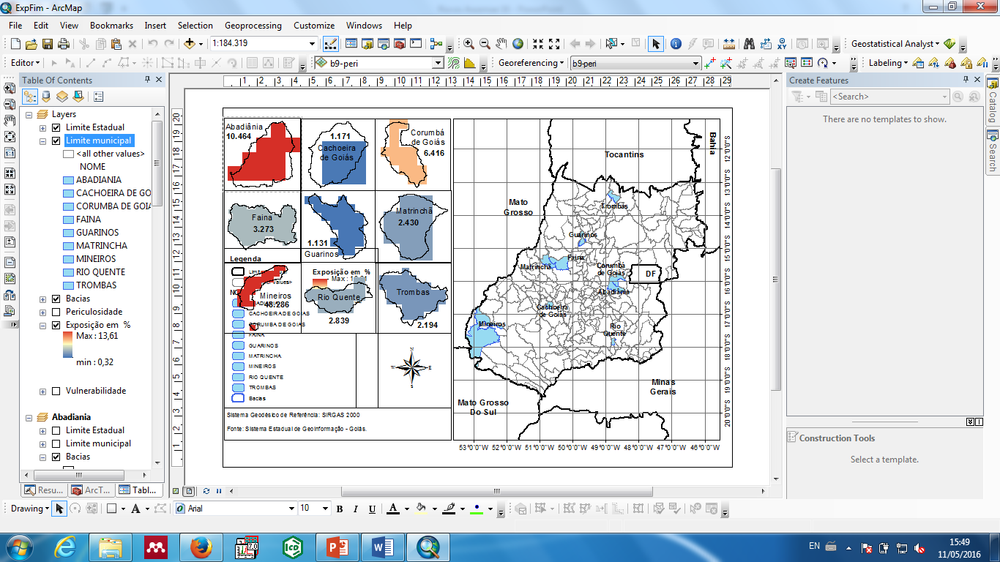 ExpFim - ArcMap
File Edit View Bookmarks Insert Selection Geoprocessing Customize Windows Help
1:184.319
Geostatistical Analyst
Editor
b9-peri
Georeferencing
b9-peri
Labeling
Table Of Contents
Layers
Limite Estadual
Limite municipal
<all other values>
NOME
ABADIANIA
CACHOEIRA DE GO
CORUMBA DE GOIA
FAINA
GUARINOS
MATRINCHA
MINEIROS
RIO QUENTE
TROMBAS
Bacias
Periculosidade
Exposição em %
Max : 13,61
min : 0,32
Vulnerabilidade
Abadiania
Limite Estadual
Limite municipal
Bacias
Resu...
ArcT...
Tabl...
1 2 3 4 5 6 7 8 9 10 11 12 13 14 15 16 17 18 19 20 21 22 23 24 25 26 27 28 29
20 19 18 17 16 15 14 13 12 11 10 9 8 7 6 5 4 3 2 1
Abadiânia
10.464
1.171
Cachoeira
de Goiás
Corumbá
de Goiás
6.416
Faina
3.273
1.131
Guarinos
Matrinchã
2.430
Legenda
Mineiros
48.286
Exposição em %
Rio Quente
2.839
Trombas
2.194
CACHOEIRA DE GOIAS
CORUMBA DE GOIAS
FAINA
GUARINOS
MATRINCHA
MINEIROS
RIO QUENTE
TROMBAS
Bacias
N
W E
S
Sistema Geodésico de Referência: SIRGAS 2000
Fonte: Sistema Estadual de GeoInformação - Goiás.
Bahia
Tocantins
Mato
Grosso
Trombas
Guarinos
Faina
Matrinchã
Corumbá
de Goiás
DF
Abadiânia
Cachoeira
de Goiás
Mineiros
Rio
Quente
Minas
Gerais
Mato Grosso
Do Sul
12°0'0"S
13°0'0"S
14°0'0"S
15°0'0"S
16°0'0"S
17°0'0"S
18°0'0"S
19°0'0"S
20°0'0"S
53°0'0"W 52°0'0"W 51°0'0"W 50°0'0"W 49°0'0"W 48°0'0"W 47°0'0"W 46°0'0"W
Create Features
<Search>
There are no templates to show.
Construction Tools
Select a template.
Catalog
Search
Drawing
Arial
10
B I U A
EN
15:49
11/05/2016